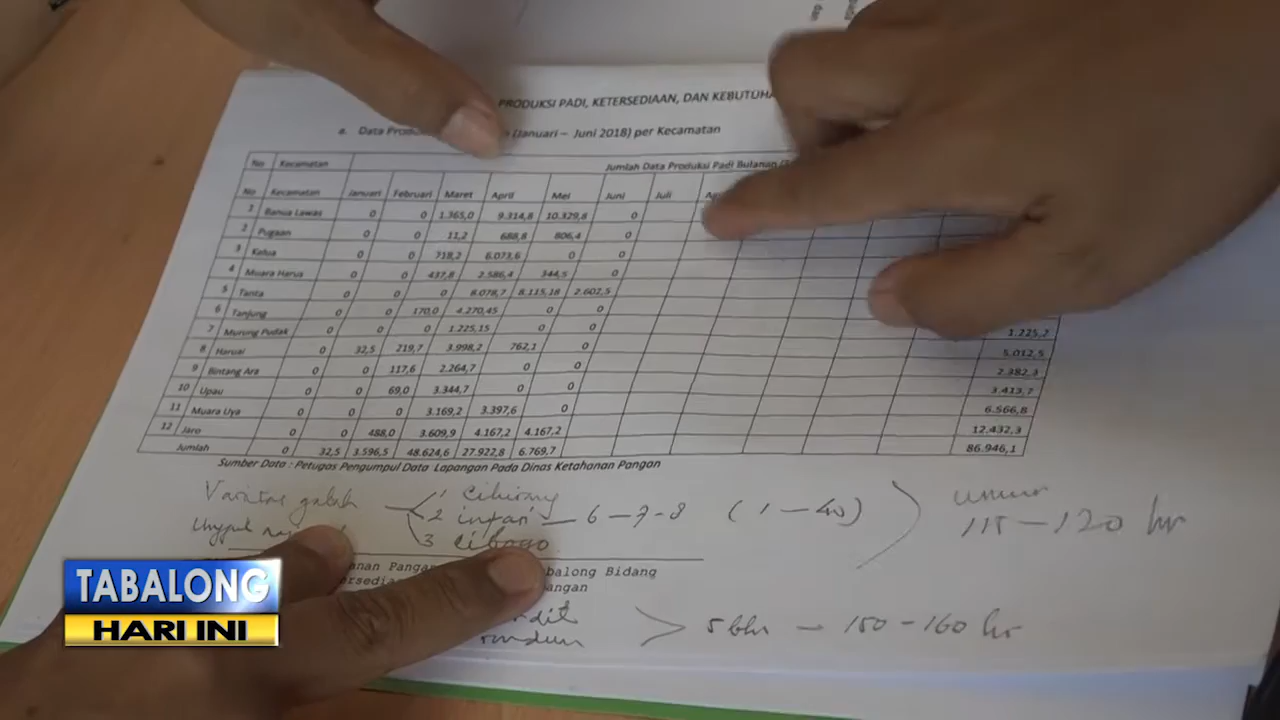 PRODUKSI PADI, KETERSEDIAAN, DAN KEBUTUHA
a. Data Produ (Januari – Juni 2018) per Kecamatan
No Kecamatan Jumlah Data Produksi Padi Bulanan
No Kecamatan Januari Februari Maret April Mei Juni Juli
1 Banua Lawas 0 0 1.365,0 9.314,8 10.329,8 0
2 Pugaan 0 0 11,2 688,8 806,4 0
3 Kelua 0 0 718,2 6.073,6 0 0
4 Muara Harus 0 0 437,8 2.586,4 344,5 0
5 Tanta 0 0 0 8.078,7 8.115,18 2.602,5
6 Tanjung 0 0 170,0 4.270,45 0 0
7 Murung Pudak 0 0 0 1.225,15 0 0 1.225,2
8 Haruai 0 32,5 219,7 3.998,2 762,1 0 5.012,5
9 Bintang Ara 0 0 117,6 2.264,7 0 0 2.382,3
10 Upau 0 0 69,0 3.344,7 0 0 3.413,7
11 Muara Uya 0 0 0 3.169,2 3.397,6 0 6.566,8
12 Jaro 0 0 488,0 3.609,9 4.167,2 4.167,2 12.432,3
Jumlah 0 32,5 3.596,5 48.624,6 27.922,8 6.769,7 86.946,1
Sumber Data : Petugas Pengumpul Data Lapangan Pada Dinas Ketahanan Pangan
Varitas gabah 1 ciherang
2 infari — 6 – 7 - 8 (1 – 40) umur
115 – 120 hr
Unggul
3 cibogo
anan Pangan balong Bidang
ersedia angan
5 bln — 150 – 160 hr
TABALONG
HARI INI